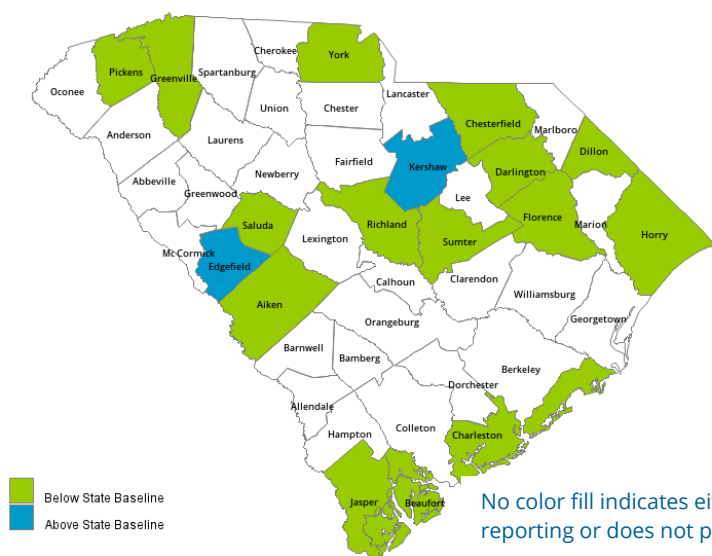 Cherokee
York
Pickens
Greenville
Spartanburg
Oconee
Lancaster
Union
Chester
Chesterfield
Anderson
Marlboro
Laurens
Dillon
Fairfield
Kershaw
Darlington
Abbeville
Newberry
Greenwood
Lee
Florence
Saluda
Richland
Marion
Horry
Lexington
Sumter
McCormick
Edgefield
Calhoun
Clarendon
Williamsburg
Aiken
Orangeburg
Georgetown
Barnwell
Bamberg
Berkeley
Dorchester
Allendale
Colleton
Hampton
Charleston
Jasper
Beaufort
Below State Baseline
Above State Baseline
No color fill indicates ei
reporting or does not p